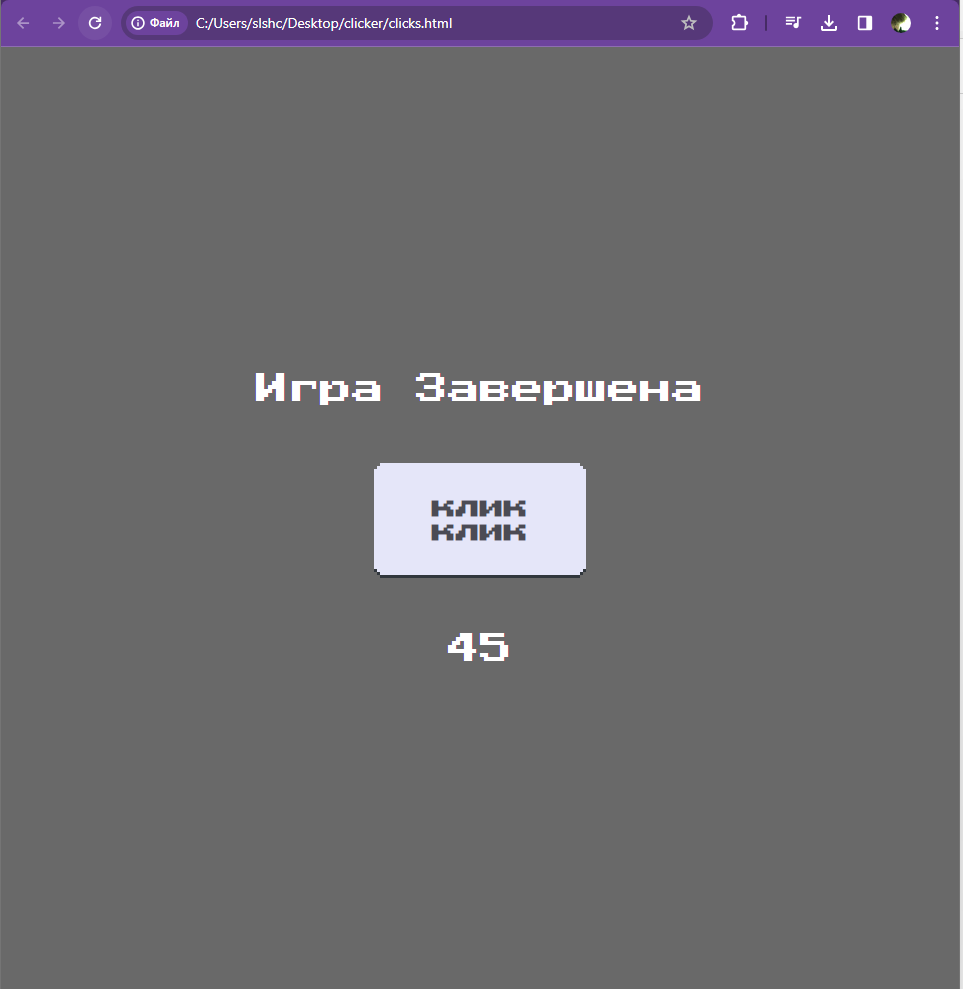 Файл C:/Users/slshc/Desktop/clicker/clicks.html
Игра Завершена
КЛИК
КЛИК
45